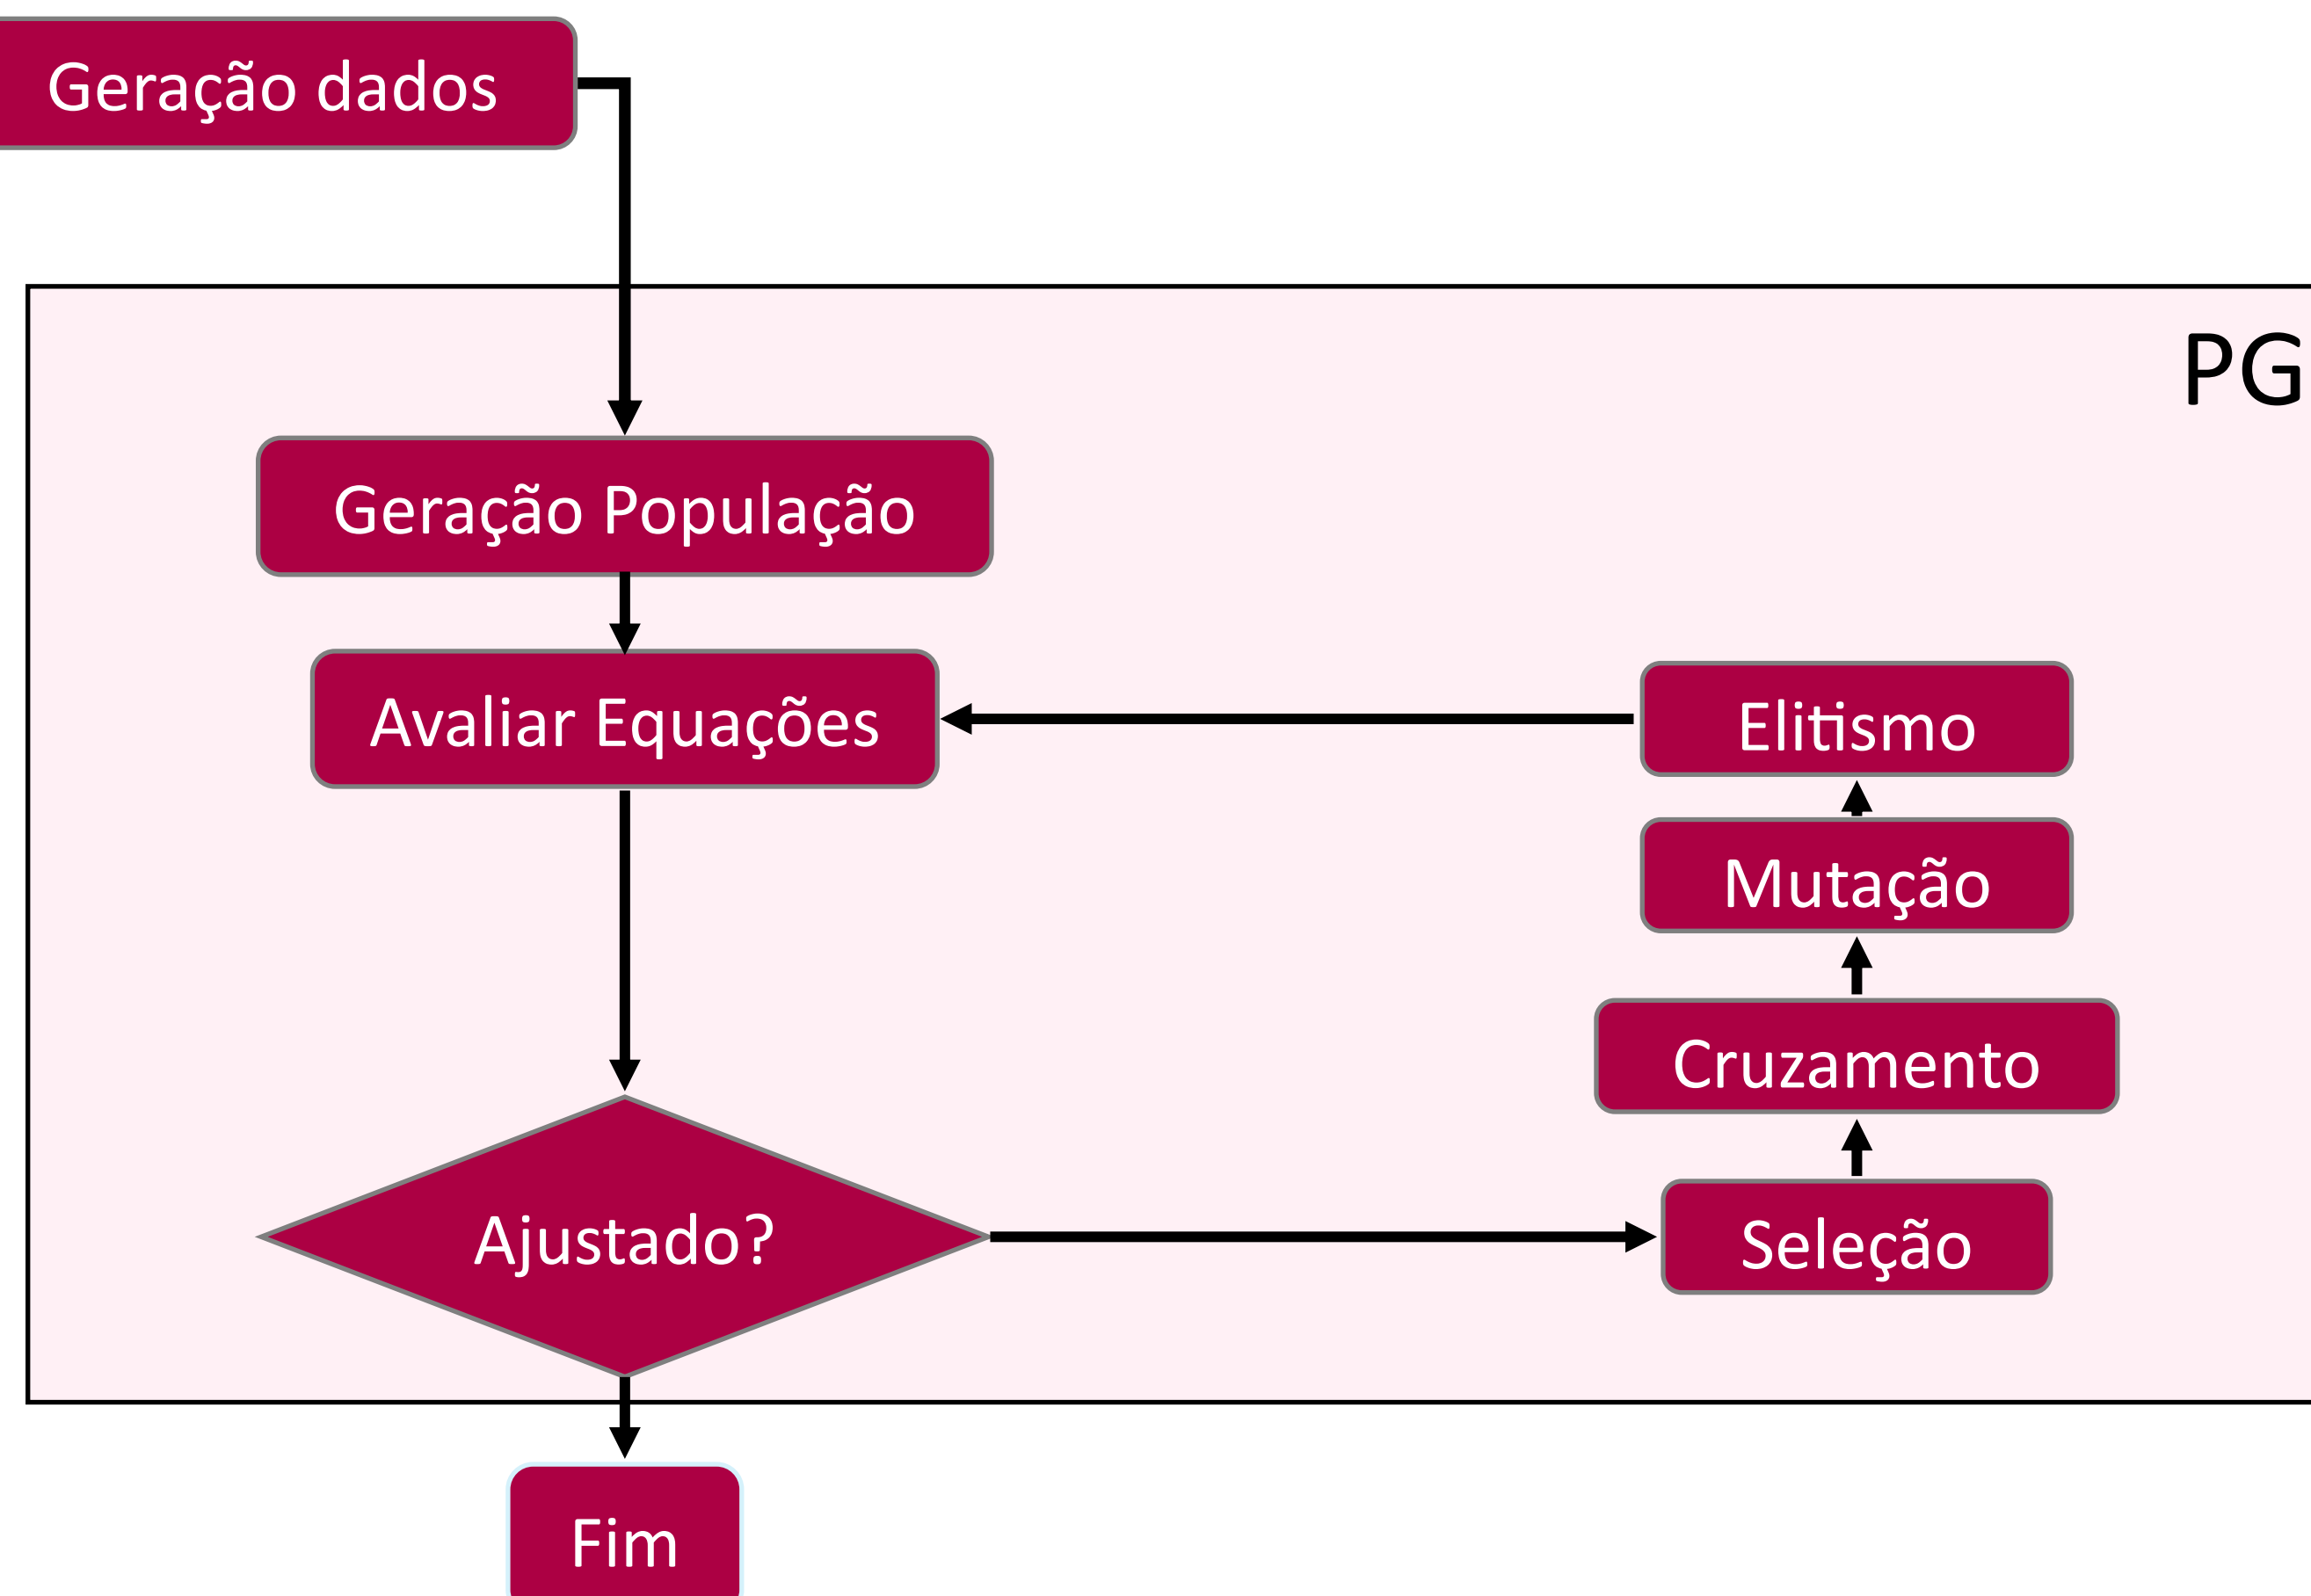 Geração dados
PG
Geração População
Avaliar Equações
Elitismo
Mutação
Cruzamento
Ajustado?
Seleção
Fim